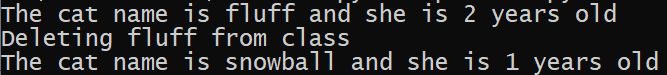 The cat name is fluff and she is 2 years old
Deleting fluff from class
The cat name is snowball and she is 1 years old